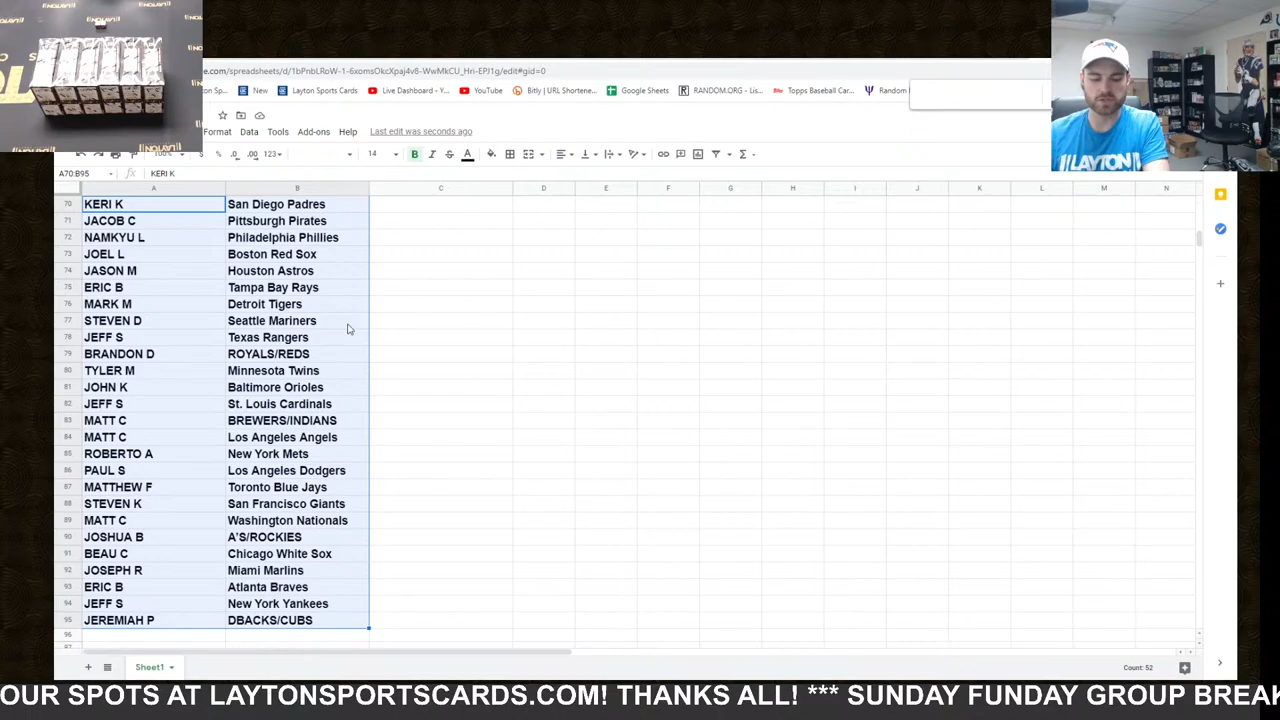 e.com/spreadsheets/d/1bPnbLRoW-1-6xomsOkcXpaj4v8-WwMkCU_Hri-EPJ1g/edit#gid=0
on Sp... New Layton Sports Cards Live Dashboard - Y... YouTube Bitly | URL Shortene... Google Sheets RANDOM.ORG - Lis... Topps Baseball Car... Random
Format Data Tools Add-ons Help Last edit was seconds ago
100% % .0 .00 123 14 B I S A
A70:B95 fx KERI K
A B C D E F G H I J K L M N
70 KERI K San Diego Padres
71 JACOB C Pittsburgh Pirates
72 NAMKYU L Philadelphia Phillies
73 JOEL L Boston Red Sox
74 JASON M Houston Astros
75 ERIC B Tampa Bay Rays
76 MARK M Detroit Tigers
77 STEVEN D Seattle Mariners
78 JEFF S Texas Rangers
79 BRANDON D ROYALS/REDS
80 TYLER M Minnesota Twins
81 JOHN K Baltimore Orioles
82 JEFF S St. Louis Cardinals
83 MATT C BREWERS/INDIANS
84 MATT C Los Angeles Angels
85 ROBERTO A New York Mets
86 PAUL S Los Angeles Dodgers
87 MATTHEW F Toronto Blue Jays
88 STEVEN K San Francisco Giants
89 MATT C Washington Nationals
90 JOSHUA B A'S/ROCKIES
91 BEAU C Chicago White Sox
92 JOSEPH R Miami Marlins
93 ERIC B Atlanta Braves
94 JEFF S New York Yankees
95 JEREMIAH P DBACKS/CUBS
96
97
Sheet1 Count: 52
OUR SPOTS AT LAYTONSPORTSCARDS.COM! THANKS ALL! *** SUNDAY FUNDAY GROUP BREAK
LAYTON